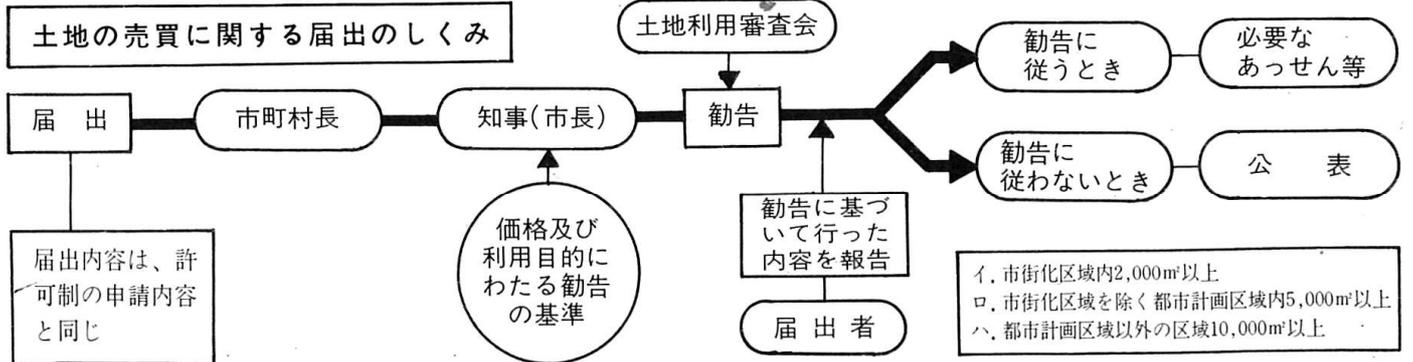 土地の売買に関する届出のしくみ
届出
市町村長
知事(市長)
土地利用審査会
勧告
勧告に
従うとき
必要な
あっせん等
勧告に
従わないとき
公表
届出内容は、許
可制の申請内容
と同じ
価格及び
利用目的に
わたる勧告
の基準
勧告に基づ
いて行った
内容を報告
届出者
イ.市街化区域内2,000㎡以上
ロ.市街化区域を除く都市計画区域内5,000㎡以上
ハ.都市計画区域以外の区域10,000㎡以上